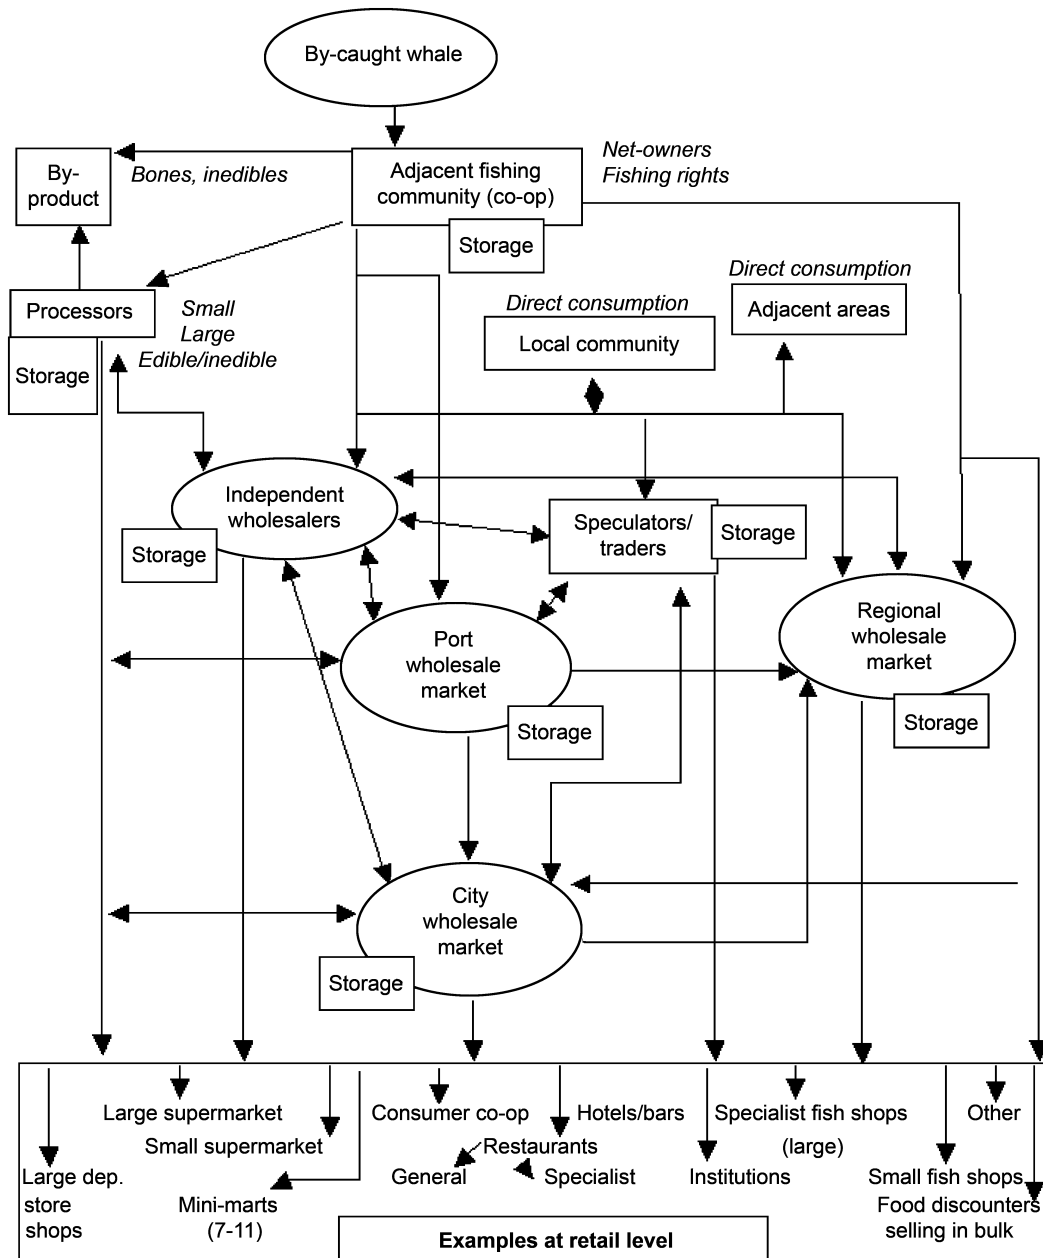 By-caught whale
By-
product
Bones, inedibles
Adjacent fishing
community (co-op)
Net-owners
Fishing rights
Storage
Processors
Storage
Small
Large
Edible/inedible
Direct consumption
Local community
Direct consumption
Adjacent areas
Independent
wholesalers
Storage
Speculators/
traders
Storage
Port
wholesale
market
Storage
Regional
wholesale
market
Storage
City
wholesale
market
Storage
Large supermarket
Small supermarket
Large dep.
store
shops
Mini-marts
(7-11)
Consumer co-op
Hotels/bars
Restaurants
General
Specialist
Specialist fish shops
(large)
Institutions
Other
Small fish shops
Food discounters
selling in bulk
Examples at retail level